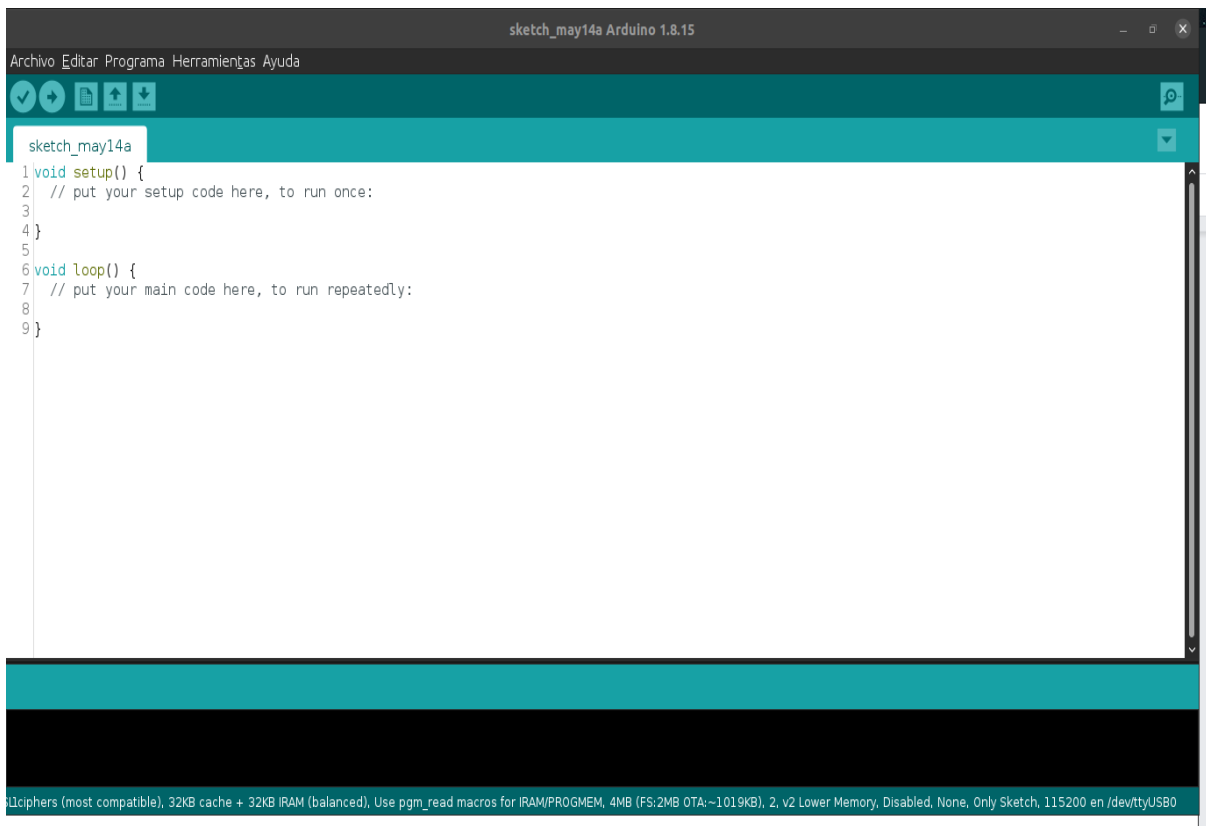 sketch_may14a Arduino 1.8.15
Archivo Editar Programa Herramientas Ayuda
sketch_may14a
1 void setup() {
2 // put your setup code here, to run once:
3
4 }
5
6 void loop() {
7 // put your main code here, to run repeatedly:
8
9 }
ciphers (most compatible), 32KB cache + 32KB IRAM (balanced), Use pgm_read macros for IRAM/PROGMEM, 4MB (FS:2MB OTA:~1019KB), 2, v2 Lower Memory, Disabled, None, Only Sketch, 115200 en /dev/ttyUSB0